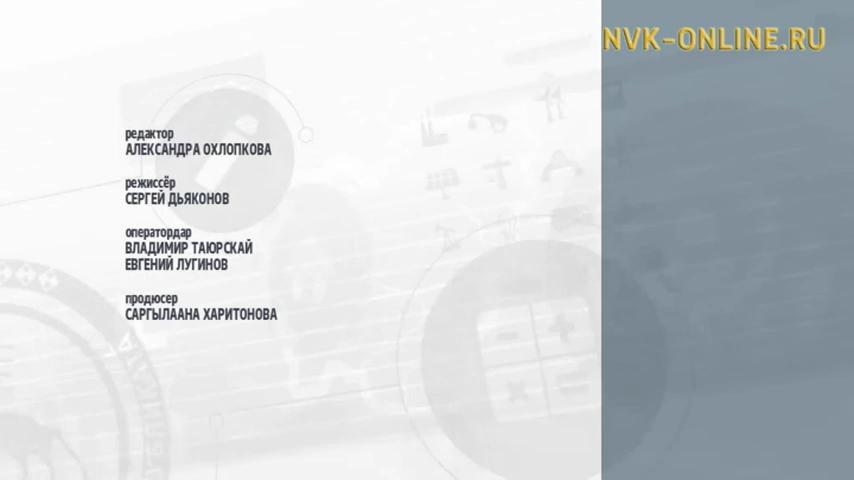 NVK-ONLINE.RU
редактор
АЛЕКСАНДРА ОХЛОПКОВА
режиссёр
СЕРГЕЙ ДЬЯКОНОВ
оператордар
ВЛАДИМИР ТАЮРСКАЙ
ЕВГЕНИЙ ЛУГИНОВ
продюсер
САРГЫЛААНА ХАРИТОНОВА